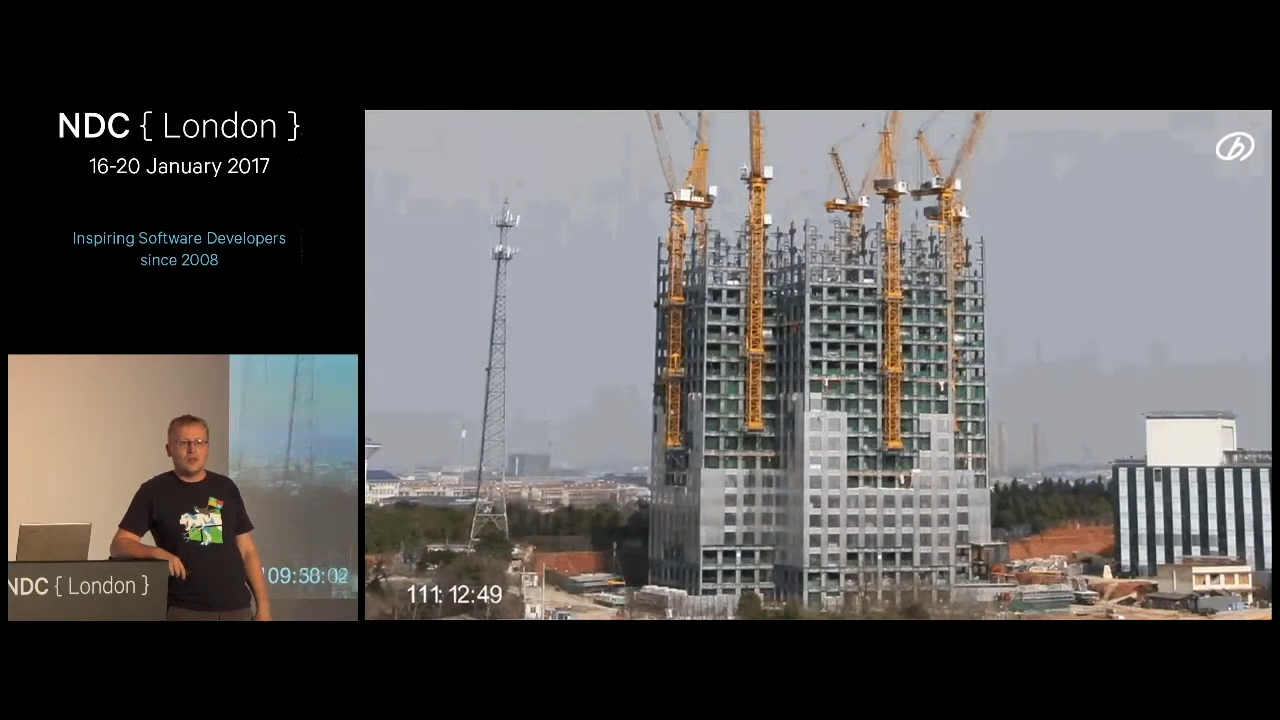 NDC { London }
16-20 January 2017
Inspiring Software Developers
since 2008
NDC { London }
111: 12:49